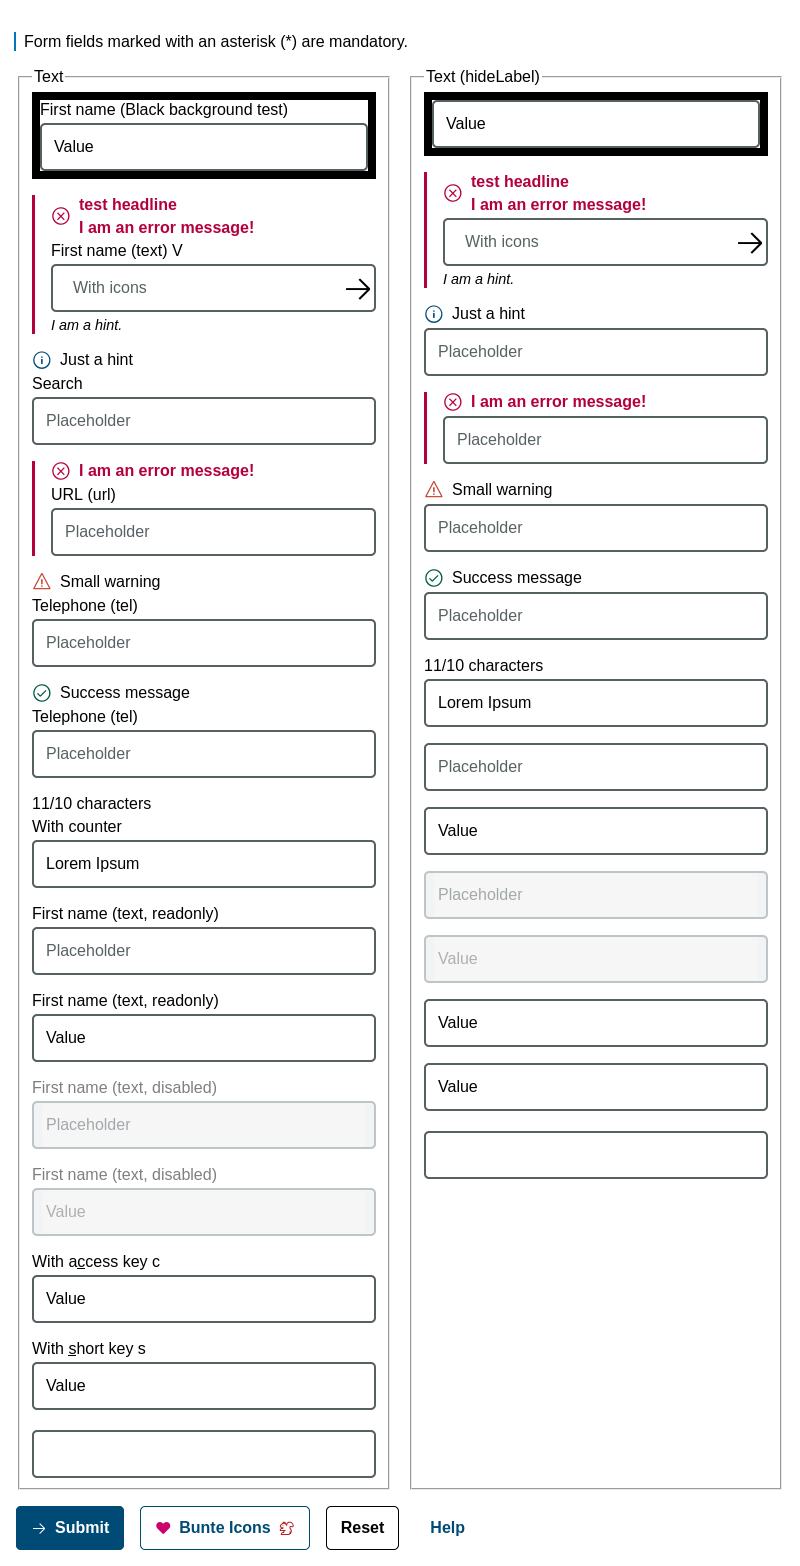 Form fields marked with an asterisk (*) are mandatory.
Text
First name (Black background test)
Value
test headline
I am an error message!
First name (text) V
With icons
I am a hint.
Just a hint
Search
Placeholder
I am an error message!
URL (url)
Placeholder
Small warning
Telephone (tel)
Placeholder
Success message
Telephone (tel)
Placeholder
11/10 characters
With counter
Lorem Ipsum
First name (text, readonly)
Placeholder
First name (text, readonly)
Value
First name (text, disabled)
Placeholder
First name (text, disabled)
Value
With access key c
Value
With short key s
Value
Text (hideLabel)
Value
test headline
I am an error message!
With icons
I am a hint.
Just a hint
Placeholder
I am an error message!
Placeholder
Small warning
Placeholder
Success message
Placeholder
11/10 characters
Lorem Ipsum
Placeholder
Value
Placeholder
Value
Value
Value
Submit
Bunte Icons
Reset
Help